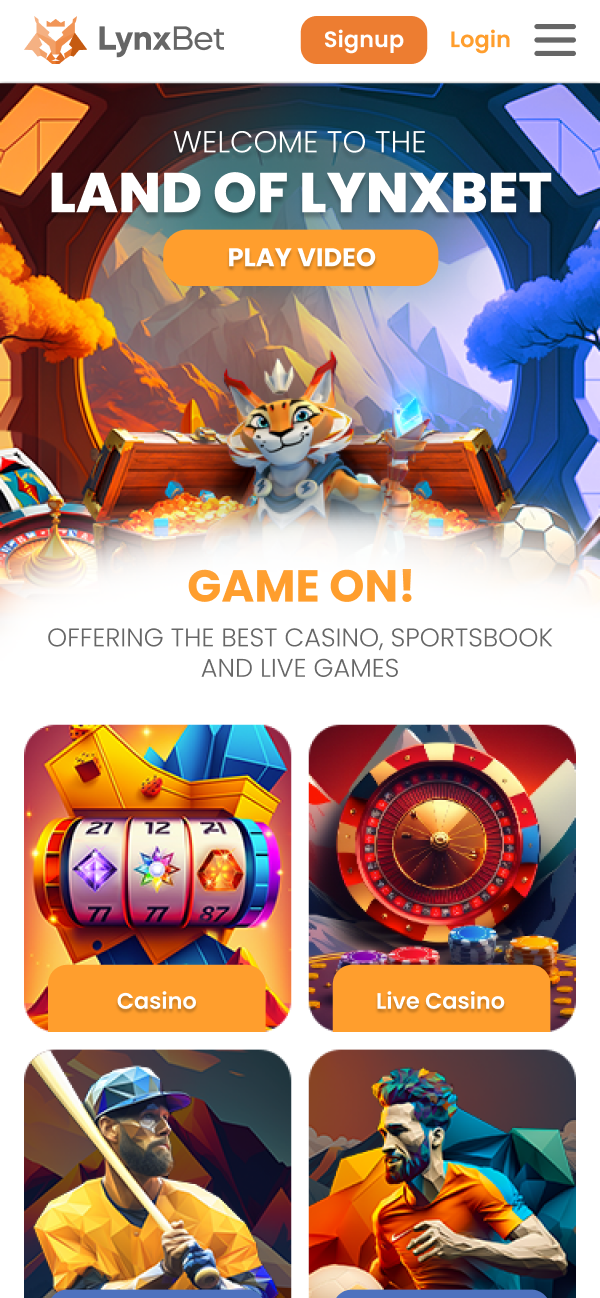 LynxBet
Signup
Login
WELCOME TO THE
LAND OF LYNXBET
PLAY VIDEO
GAME ON!
OFFERING THE BEST CASINO, SPORTSBOOK
AND LIVE GAMES
21 12 21
77 77 87
Casino
Live Casino